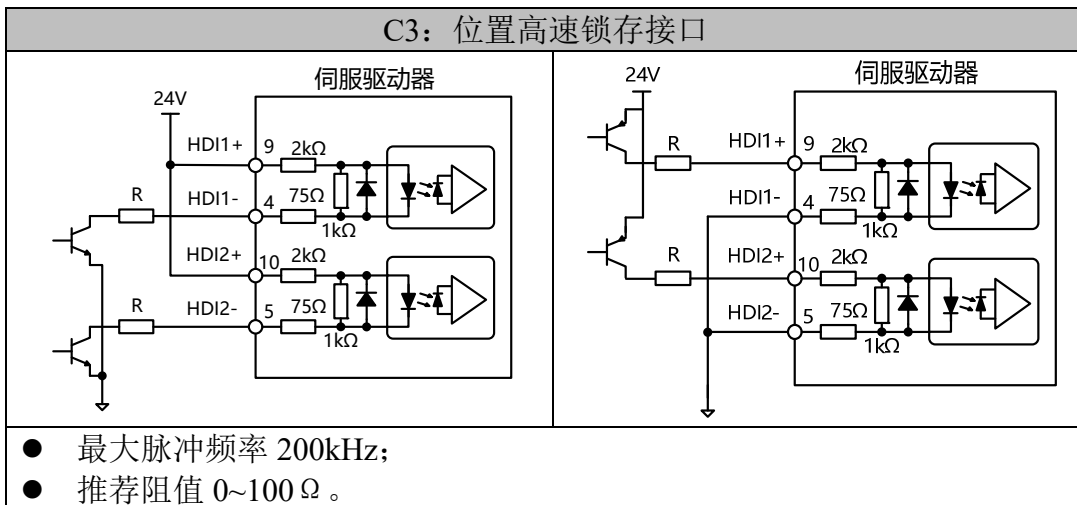 C3：位置高速锁存接口
伺服驱动器
24V
HDI1+ 9 2kΩ
R HDI1- 4 75Ω
1kΩ
HDI2+ 10 2kΩ
R HDI2- 5 75Ω
1kΩ
伺服驱动器
24V
R HDI1+ 9 2kΩ
HDI1- 4 75Ω
1kΩ
R HDI2+ 10 2kΩ
HDI2- 5 75Ω
1kΩ
● 最大脉冲频率 200kHz；
● 推荐阻值 0~100Ω。